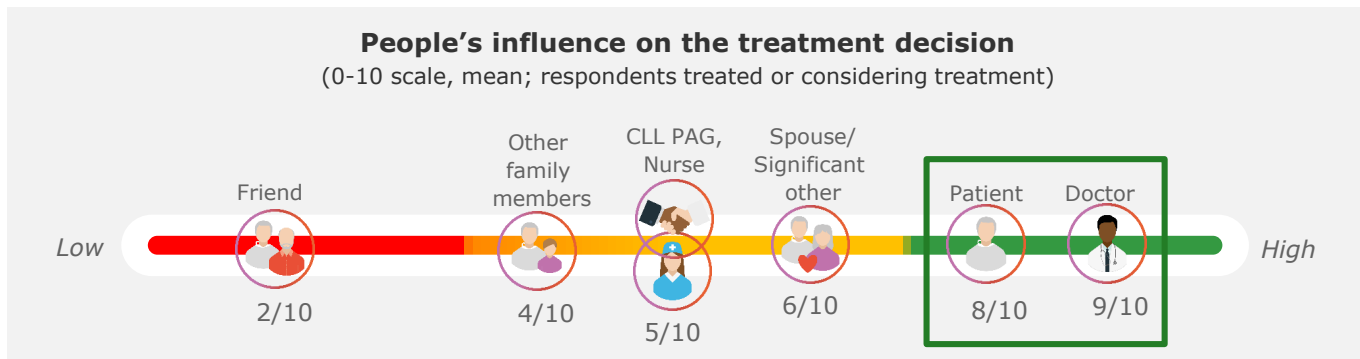 People’s influence on the treatment decision
(0-10 scale, mean; respondents treated or considering treatment)
Low
Friend
2/10
Other
family
members
4/10
CLL PAG,
Nurse
5/10
Spouse/
Significant
other
6/10
Patient
8/10
Doctor
9/10
High